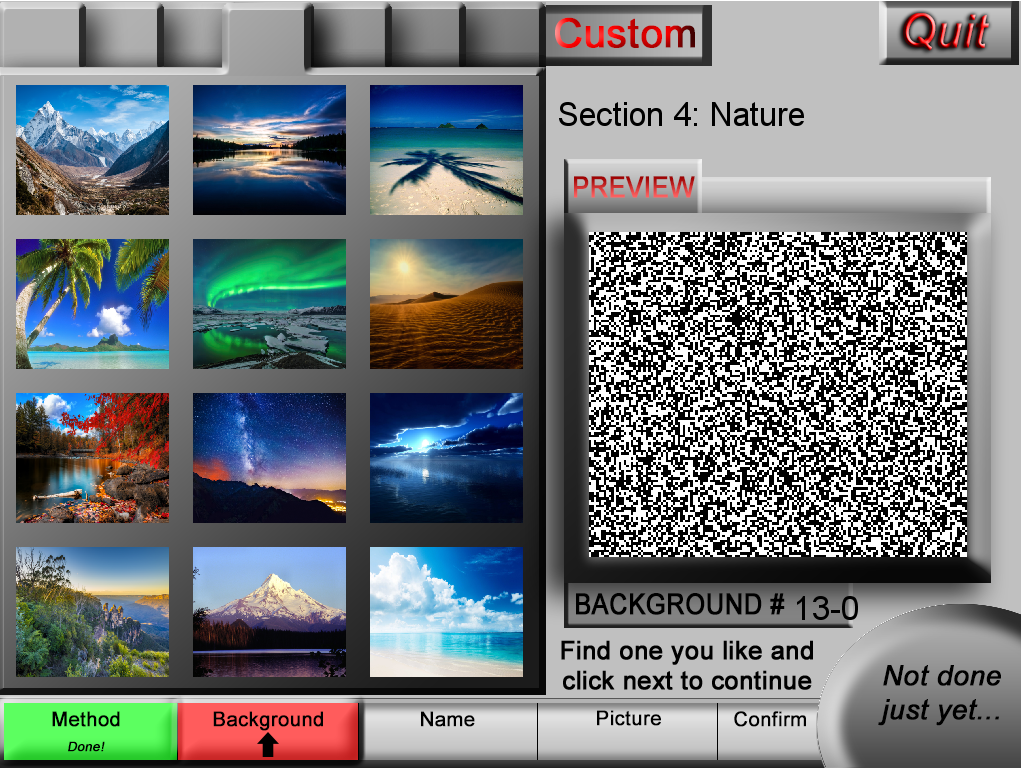 Custom
Quit
Section 4: Nature
PREVIEW
BACKGROUND # 13-0
Find one you like and
click next to continue
Not done
just yet...
Method
Done!
Background
Name
Picture
Confirm